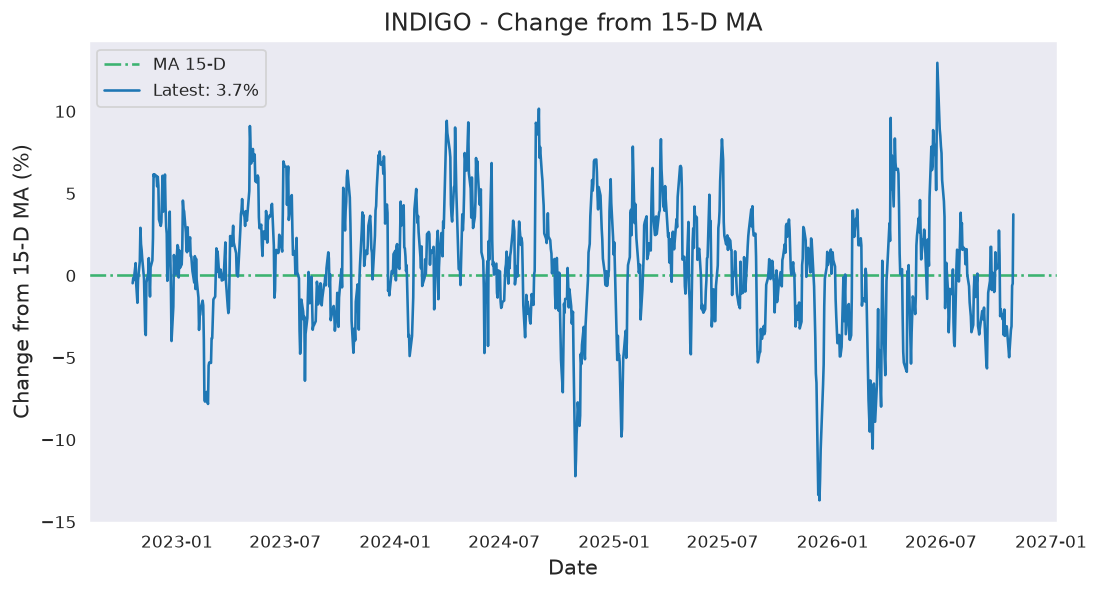 INDIGO - Change from 15-D MA
MA 15-D
Latest: 3.7%
Change from 15-D MA (%)
10
5
0
−5
−10
−15
2023-01 2023-07 2024-01 2024-07 2025-01 2025-07 2026-01 2026-07 2027-01
Date